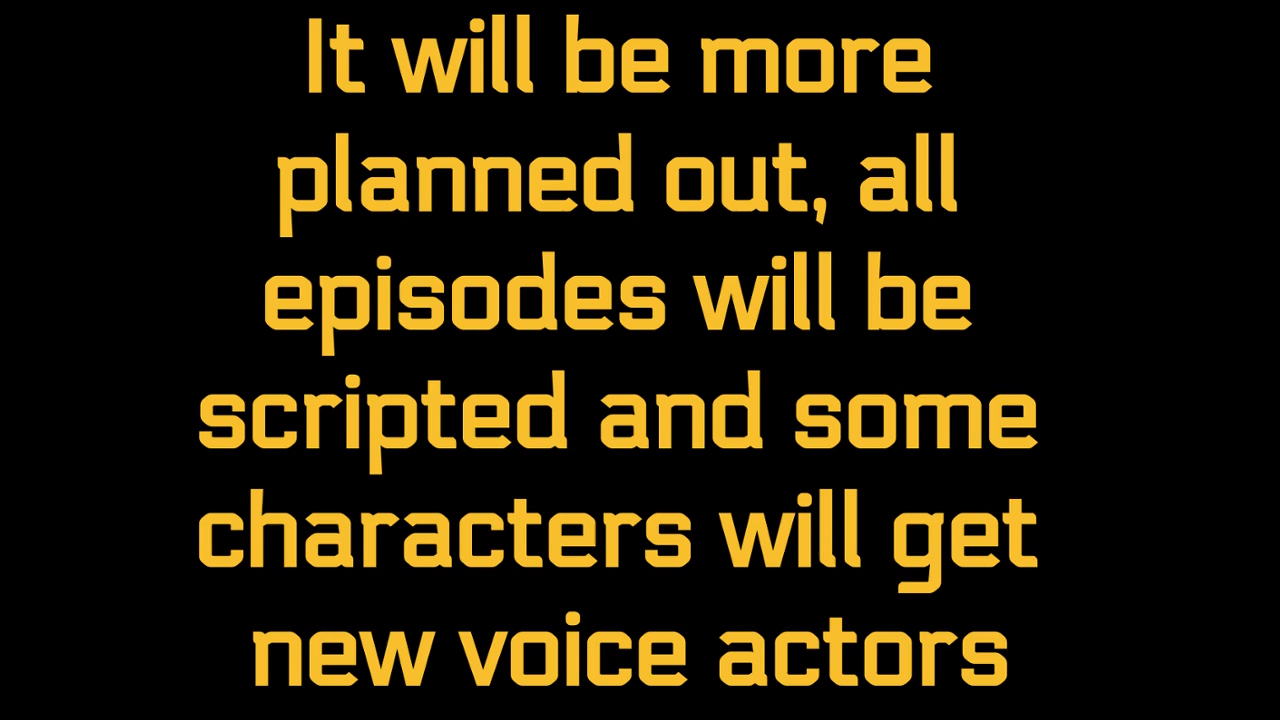 It will be more
planned out, all
episodes will be
scripted and some
characters will get
new voice actors